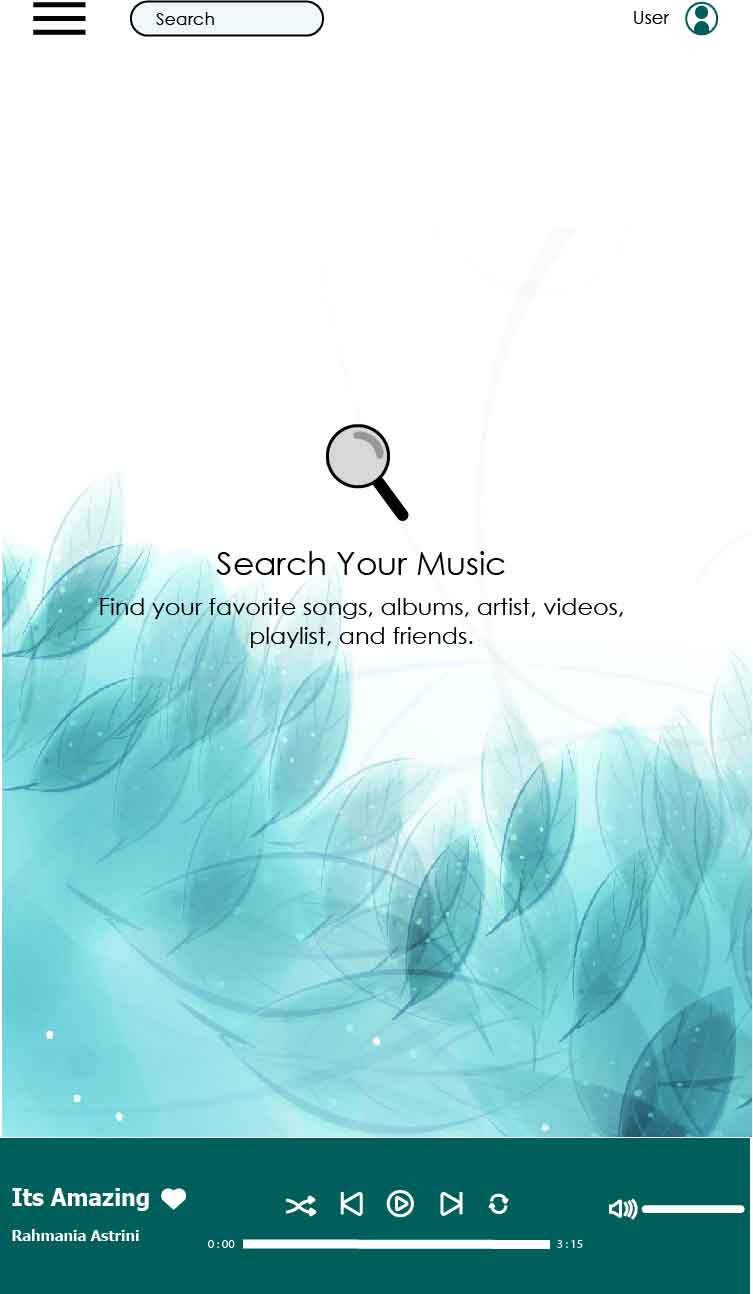 Search
User
Search Your Music
Find your favorite songs, albums, artist, videos,
playlist, and friends.
Its Amazing
Rahmania Astrini
0:00
3:15